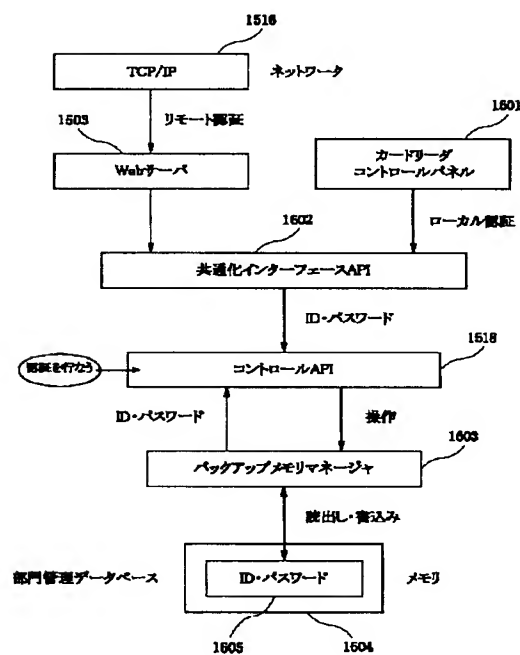 1516
TCP/IP
ネットワータ
1503
リモート認証
1501
Webサーバ
カードリーダ
コントロールパネル
ローカル認証
1602
共通化インターフェースAPI
ID・パスワード
1518
認証を行なう
コントロールAPI
ID・パスワード
操作
1603
バックアップメモリマネージャ
読出し・書込み
部門管理データベース
ID・パスワード
メモリ
1605
1604